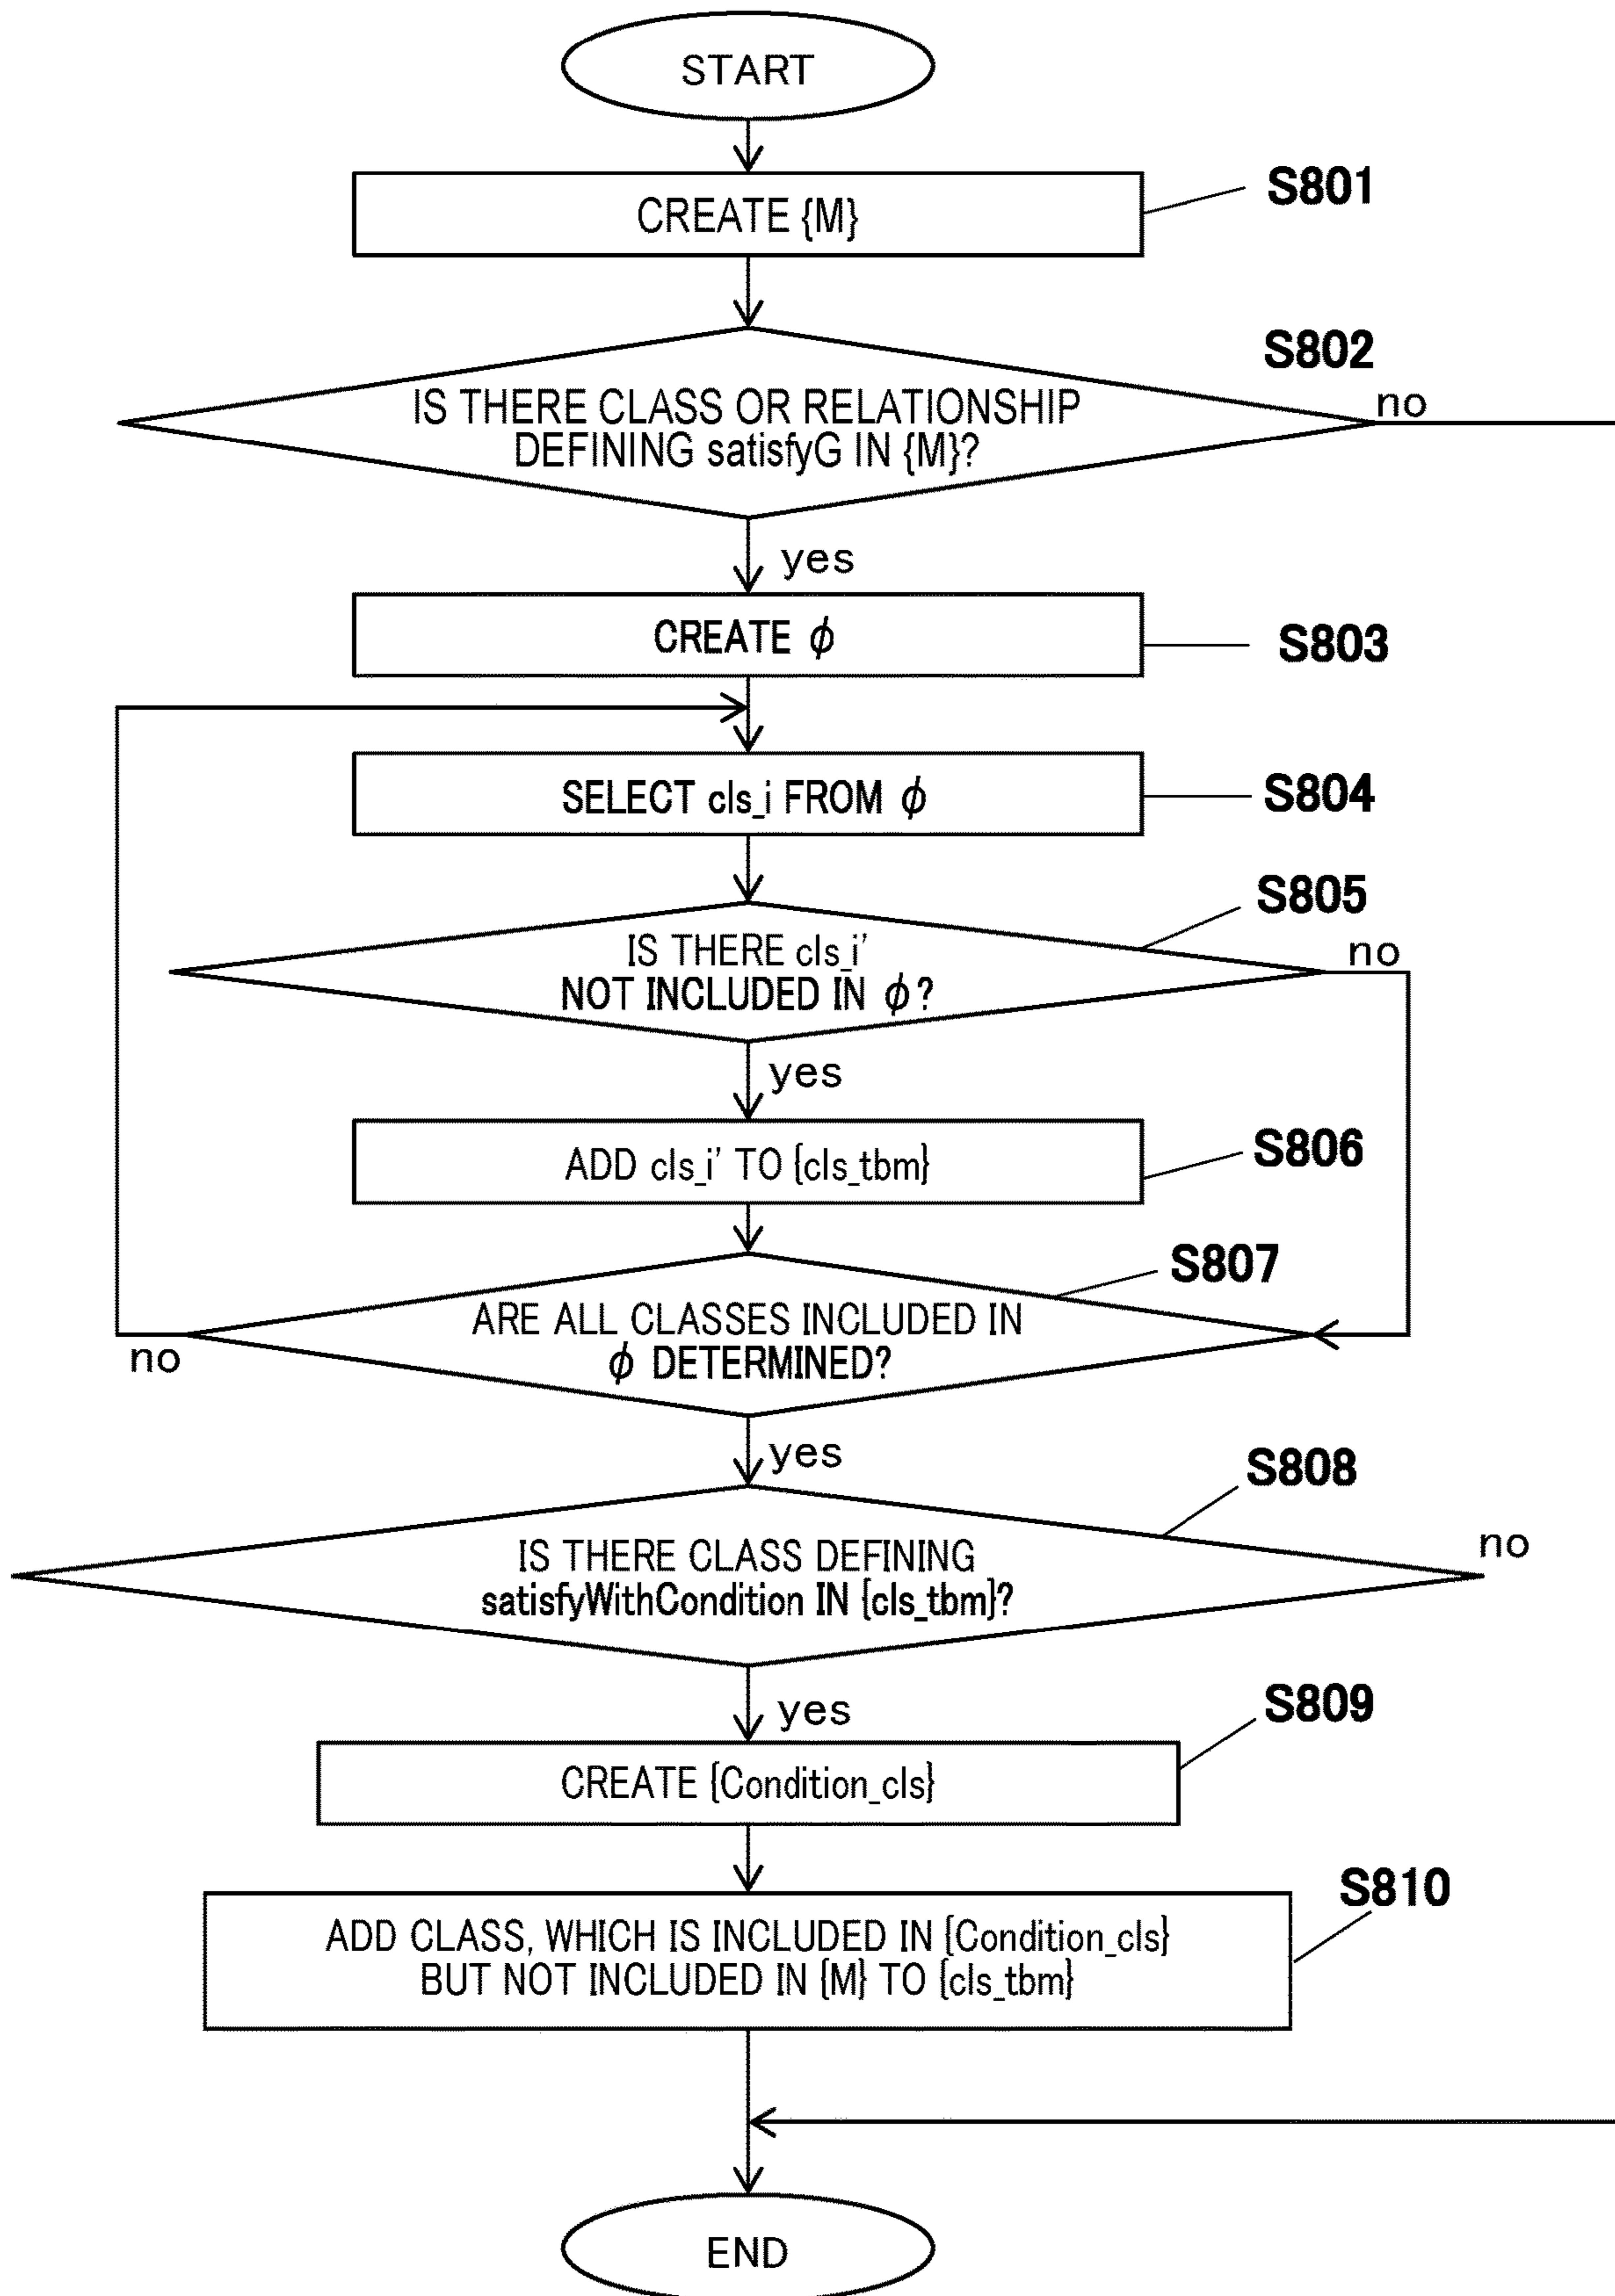 START
CREATE {M}
S801
S802
IS THERE CLASS OR RELATIONSHIP
DEFINING satisfyG IN {M}?
no
yes
CREATE ϕ
S803
SELECT cls_i FROM ϕ
S804
S805
IS THERE cls_i'
NOT INCLUDED IN ϕ?
no
yes
ADD cls_i' TO {cls_tbm}
S806
S807
ARE ALL CLASSES INCLUDED IN
ϕ DETERMINED?
no
yes
S808
IS THERE CLASS DEFINING
satisfyWithCondition IN {cls_tbm}?
no
yes
S809
CREATE {Condition_cls}
S810
ADD CLASS, WHICH IS INCLUDED IN {Condition_cls}
BUT NOT INCLUDED IN {M} TO {cls_tbm}
END